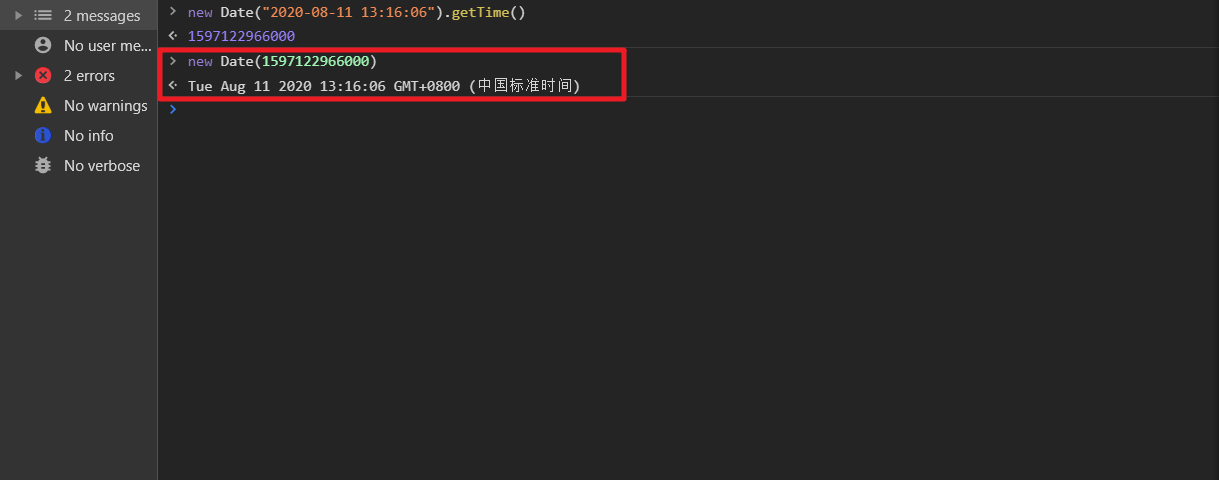 2 messages
No user me...
2 errors
No warnings
No info
No verbose
new Date("2020-08-11 13:16:06").getTime()
1597122966000
new Date(1597122966000)
Tue Aug 11 2020 13:16:06 GMT+0800 (中国标准时间)